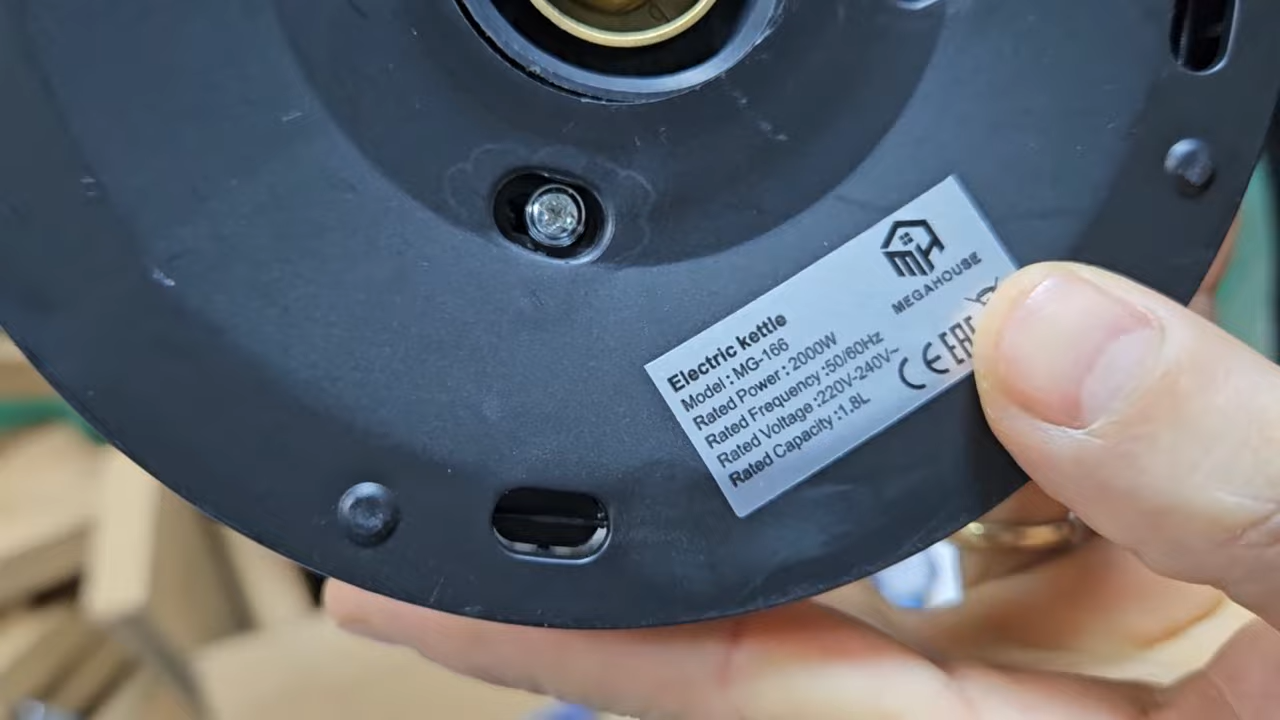 MH
MEGAHOUSE
Electric kettle
Model : MG-166
Rated Power : 2000W
Rated Frequency :50/60Hz
Rated Voltage :220V-240V~
Rated Capacity :1.8L
CE EAC